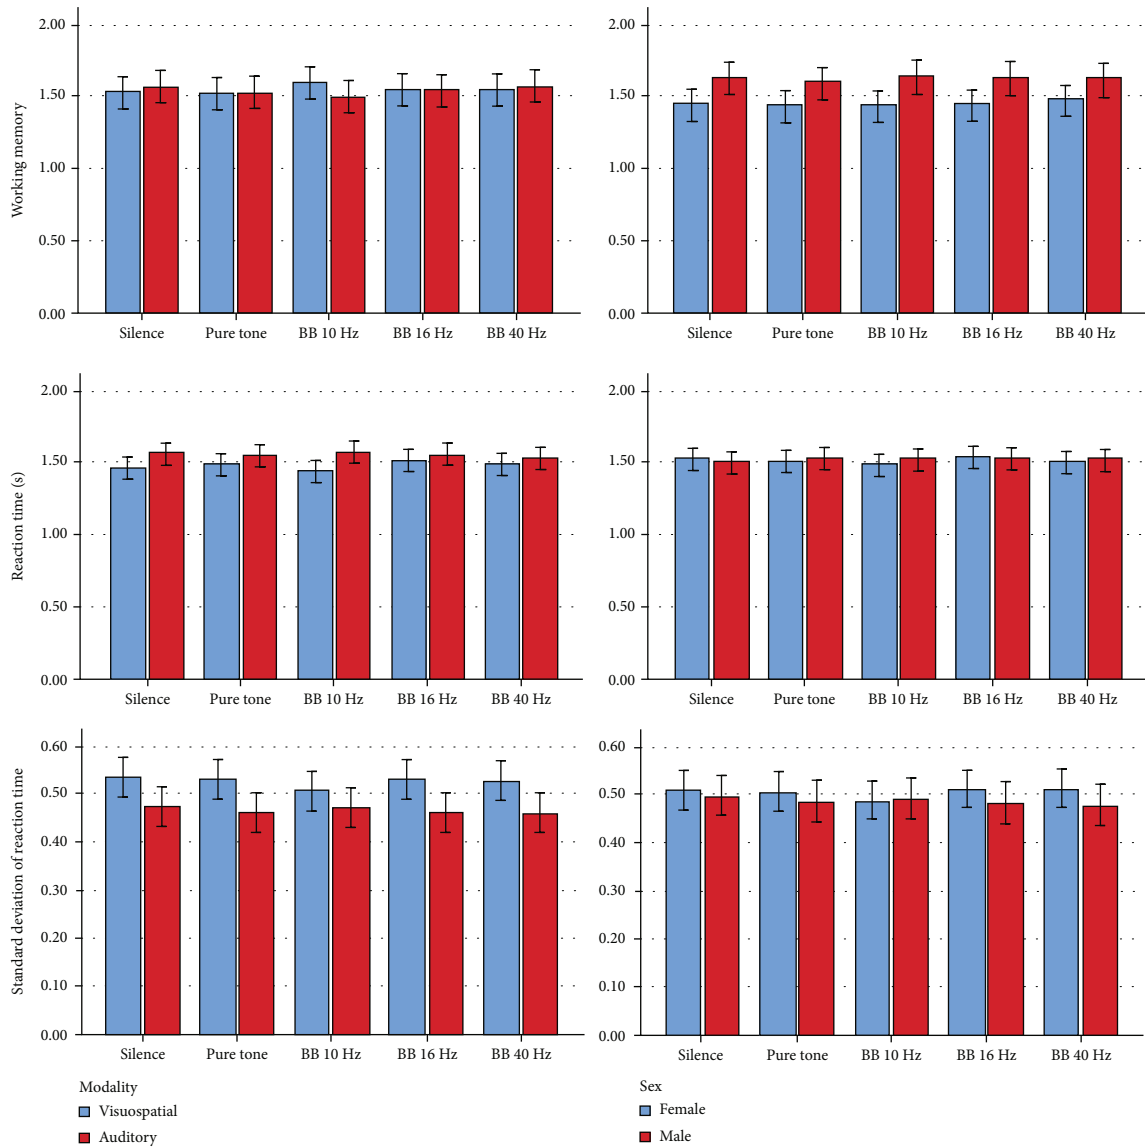 Working memory
2.00
1.50
1.00
0.50
0.00
Silence Pure tone BB 10 Hz BB 16 Hz BB 40 Hz
2.00
1.50
1.00
0.50
0.00
Silence Pure tone BB 10 Hz BB 16 Hz BB 40 Hz
Reaction time (s)
2.00
1.50
1.00
0.50
0.00
Silence Pure tone BB 10 Hz BB 16 Hz BB 40 Hz
2.00
1.50
1.00
0.50
0.00
Silence Pure tone BB 10 Hz BB 16 Hz BB 40 Hz
Standard deviation of reaction time
0.60
0.50
0.40
0.30
0.20
0.10
0.00
Silence Pure tone BB 10 Hz BB 16 Hz BB 40 Hz
Modality
Visuospatial
Auditory
0.60
0.50
0.40
0.30
0.20
0.10
0.00
Silence Pure tone BB 10 Hz BB 16 Hz BB 40 Hz
Sex
Female
Male